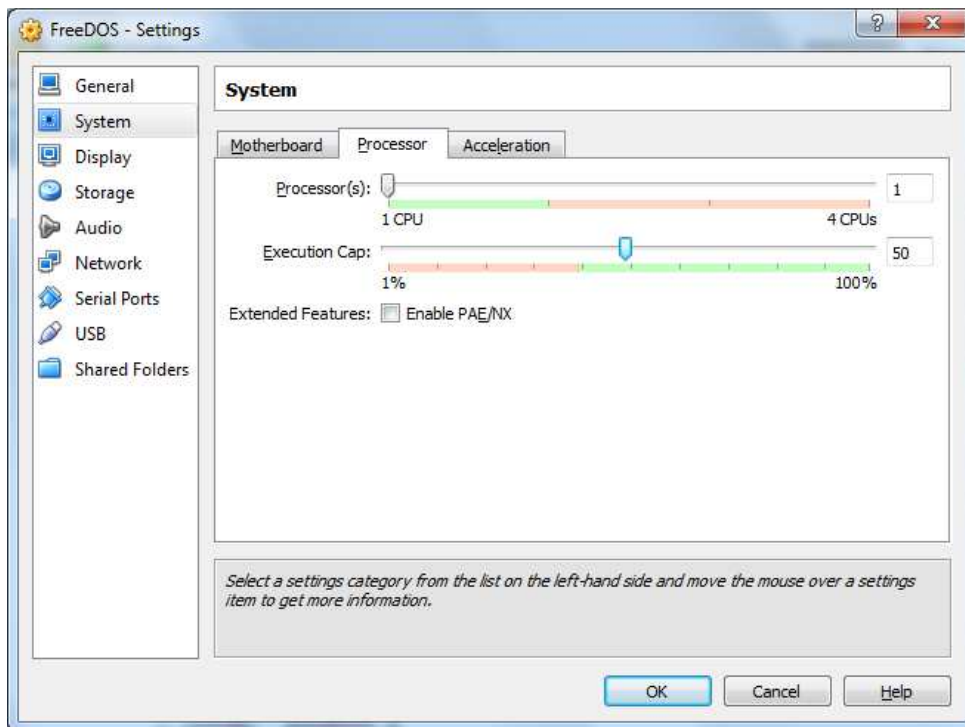 FreeDOS - Settings
?
General
System
Display
Storage
Audio
Network
Serial Ports
USB
Shared Folders
System
Motherboard Processor Acceleration
Processor(s): 1
1 CPU 4 CPUs
Execution Cap: 50
1% 100%
Extended Features: Enable PAE/NX
Select a settings category from the list on the left-hand side and move the mouse over a settings
item to get more information.
OK Cancel Help